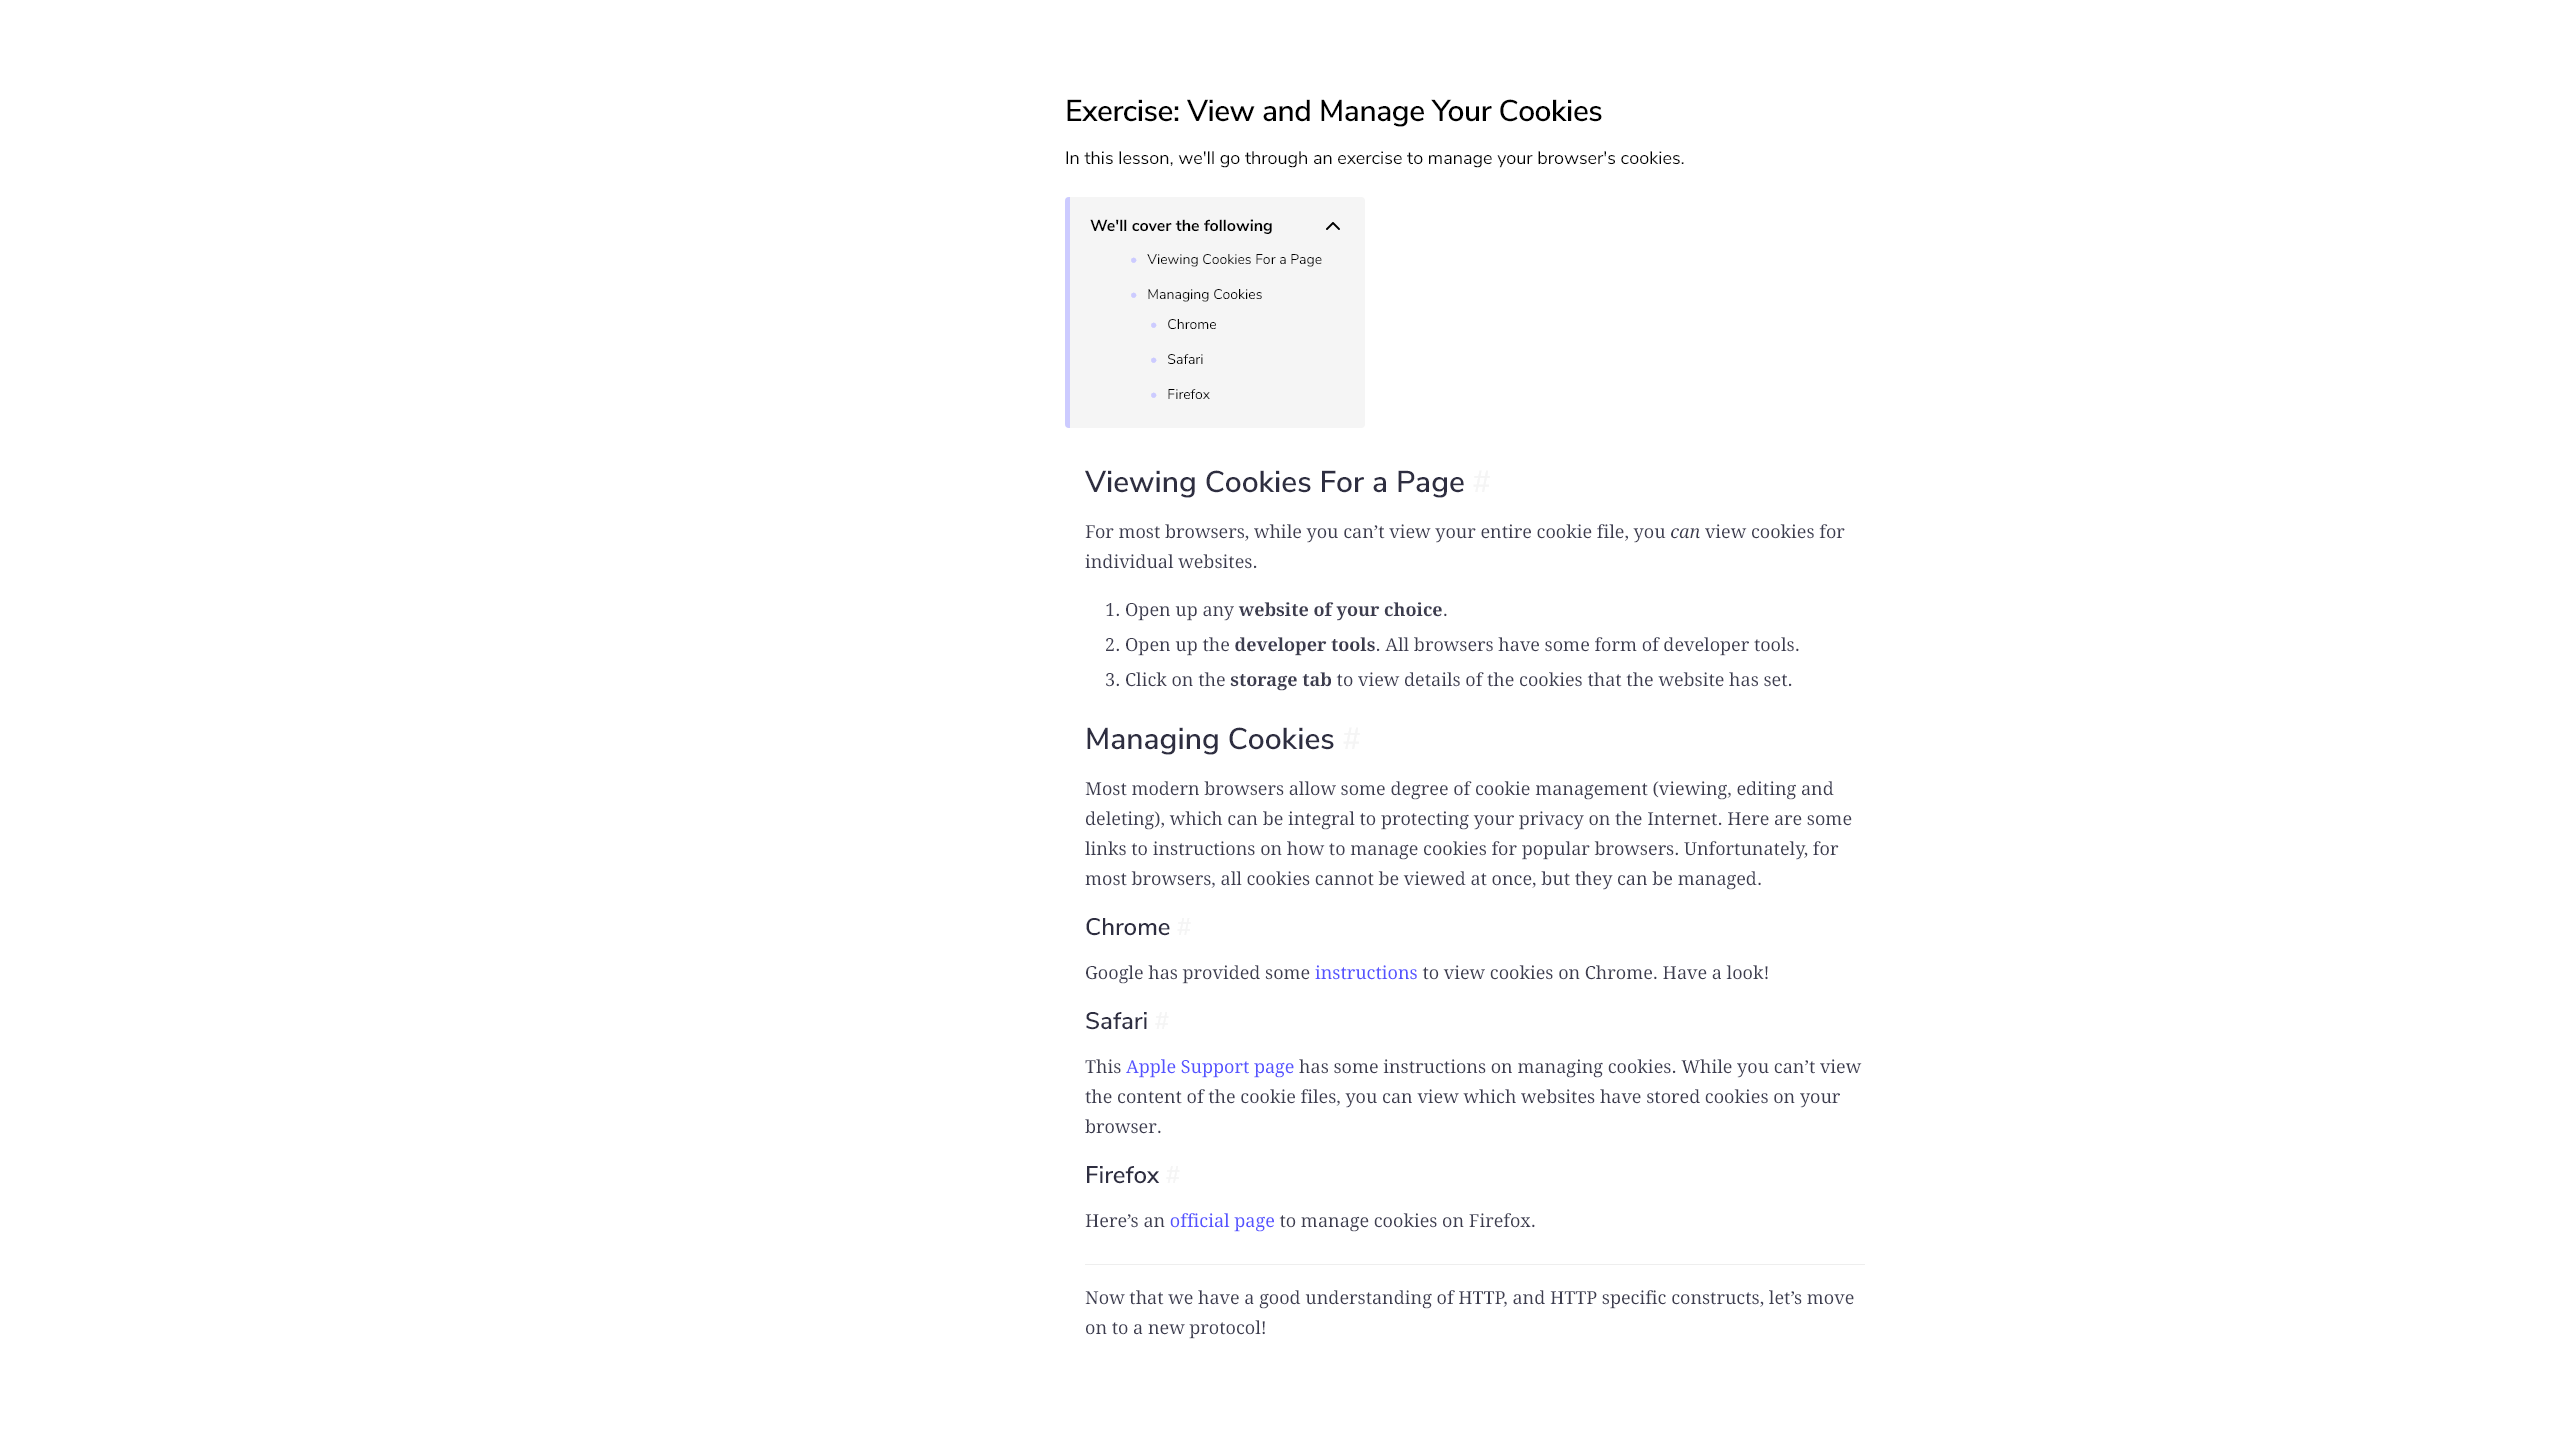 Exercise: View and Manage Your Cookies
In this lesson, we'll go through an exercise to manage your browser's cookies.
We'll cover the following
Viewing Cookies For a Page
Managing Cookies
Chrome
Safari
Firefox
Viewing Cookies For a Page #
For most browsers, while you can’t view your entire cookie file, you can view cookies for
individual websites.
1. Open up any website of your choice.
2. Open up the developer tools. All browsers have some form of developer tools.
3. Click on the storage tab to view details of the cookies that the website has set.
Managing Cookies #
Most modern browsers allow some degree of cookie management (viewing, editing and
deleting), which can be integral to protecting your privacy on the Internet. Here are some
links to instructions on how to manage cookies for popular browsers. Unfortunately, for
most browsers, all cookies cannot be viewed at once, but they can be managed.
Chrome #
Google has provided some instructions to view cookies on Chrome. Have a look!
Safari #
This Apple Support page has some instructions on managing cookies. While you can’t view
the content of the cookie files, you can view which websites have stored cookies on your
browser.
Firefox #
Here’s an official page to manage cookies on Firefox.
Now that we have a good understanding of HTTP, and HTTP specific constructs, let’s move
on to a new protocol!